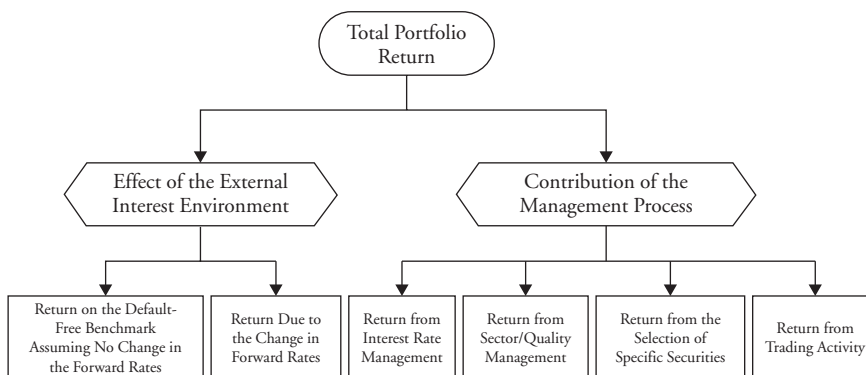 Total Portfolio
Return
Effect of the External
Interest Environment
Contribution of the
Management Process
Return on the Default-
Free Benchmark
Assuming No Change in
the Forward Rates
Return Due to
the Change in
Forward Rates
Return from
Interest Rate
Management
Return from
Sector/Quality
Management
Return from the
Selection of
Specific Securities
Return from
Trading Activity